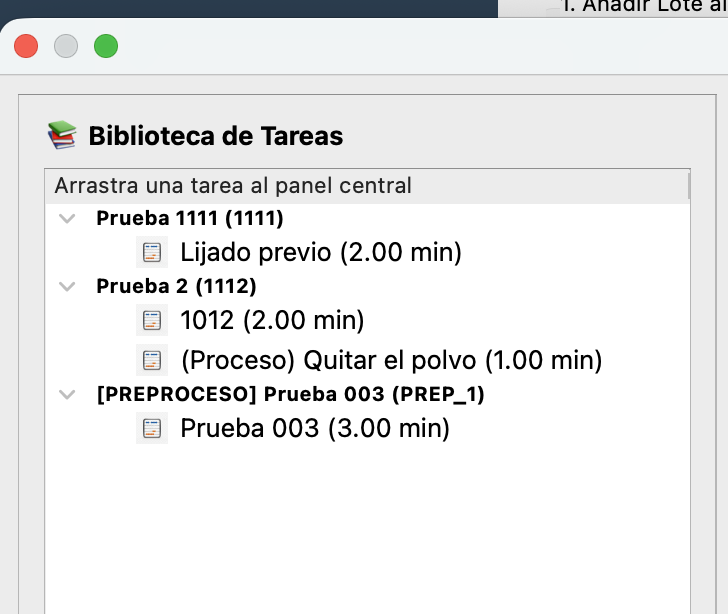 1. Añadir Lote al
Biblioteca de Tareas
Arrastra una tarea al panel central
Prueba 1111 (1111)
Lijado previo (2.00 min)
Prueba 2 (1112)
1012 (2.00 min)
(Proceso) Quitar el polvo (1.00 min)
[PREPROCESO] Prueba 003 (PREP_1)
Prueba 003 (3.00 min)